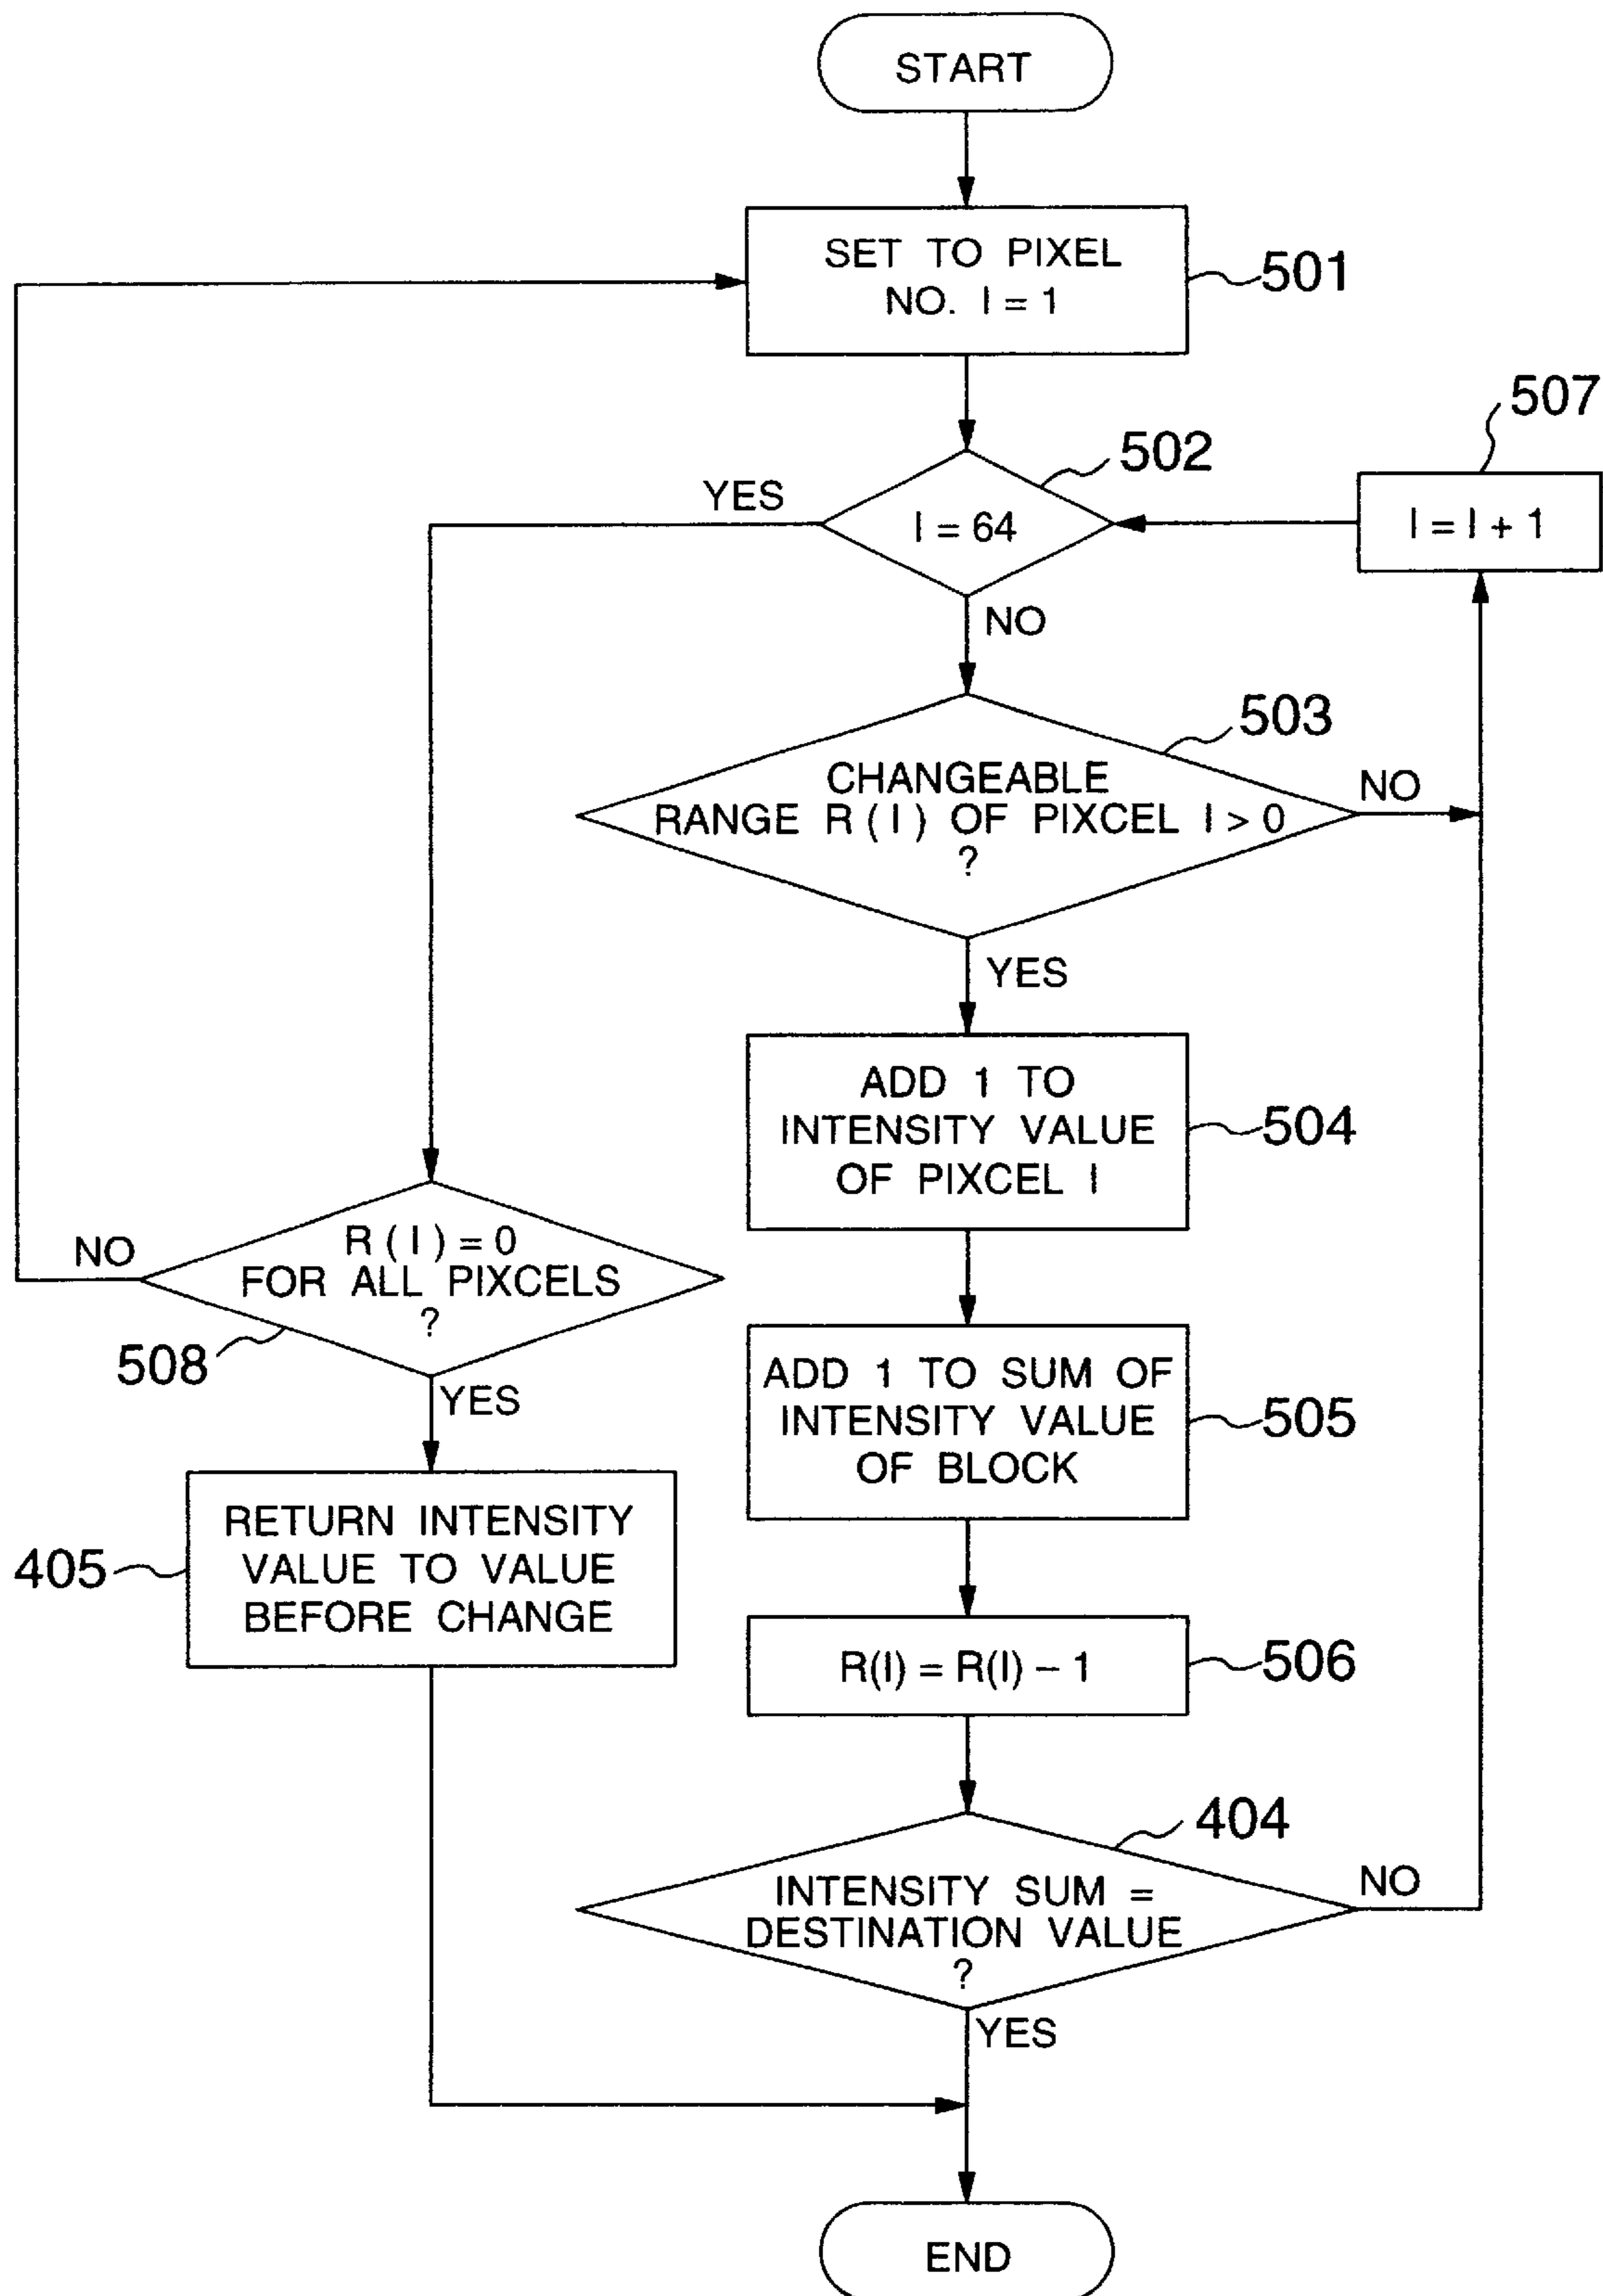 START
SET TO PIXEL
NO. I = 1
501
507
502
YES
I = 64
I = I + 1
NO
503
CHANGEABLE
RANGE R ( I ) OF PIXCEL I > 0
?
NO
YES
ADD 1 TO
INTENSITY VALUE
OF PIXCEL I
504
NO
R ( I ) = 0
FOR ALL PIXCELS
?
508
YES
ADD 1 TO SUM OF
INTENSITY VALUE
OF BLOCK
505
405
RETURN INTENSITY
VALUE TO VALUE
BEFORE CHANGE
R(I) = R(I) – 1
506
404
INTENSITY SUM =
DESTINATION VALUE
?
NO
YES
END